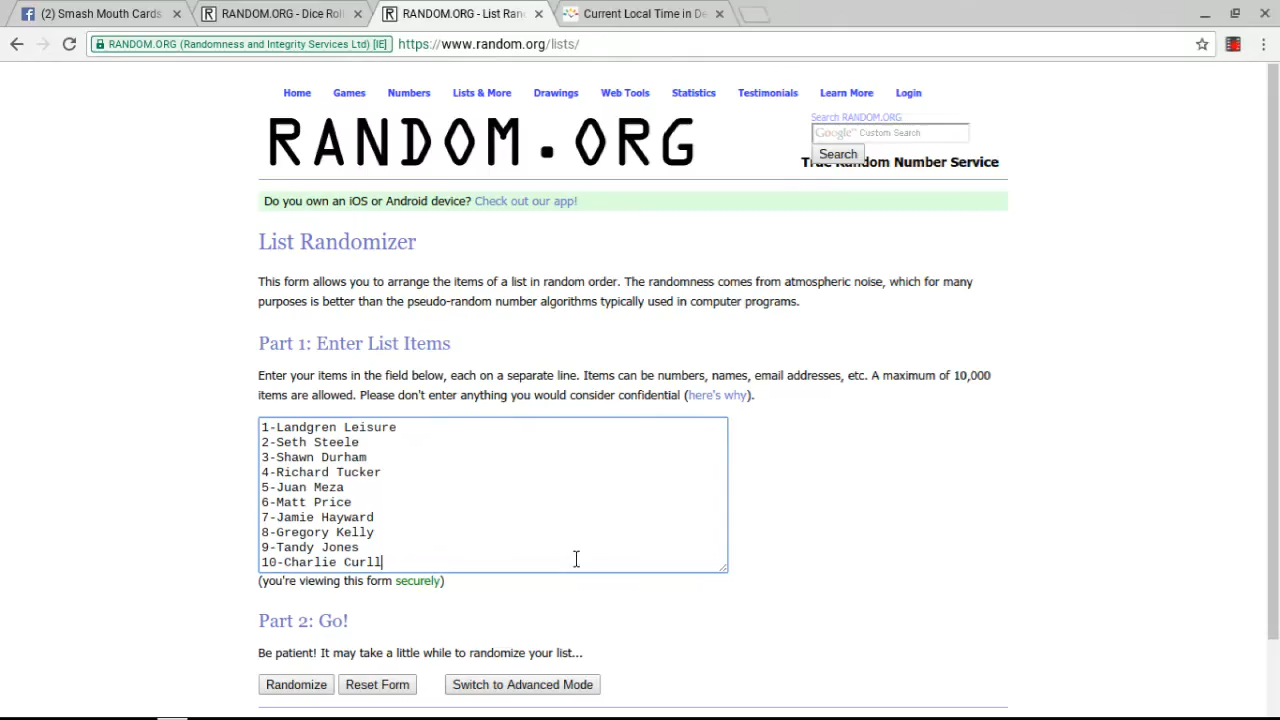 (2) Smash Mouth Cards
RANDOM.ORG - Dice Rol
RANDOM.ORG - List Ran
Current Local Time in De
RANDOM.ORG (Randomness and Integrity Services Ltd) [IE]
https://www.random.org/lists/
Home Games Numbers Lists & More Drawings Web Tools Statistics Testimonials Learn More Login
Search RANDOM.ORG
Google™ Custom Search
Search
RANDOM.ORG
True Random Number Service
Do you own an iOS or Android device? Check out our app!
List Randomizer
This form allows you to arrange the items of a list in random order. The randomness comes from atmospheric noise, which for many
purposes is better than the pseudo-random number algorithms typically used in computer programs.
Part 1: Enter List Items
Enter your items in the field below, each on a separate line. Items can be numbers, names, email addresses, etc. A maximum of 10,000
items are allowed. Please don't enter anything you would consider confidential (here's why).
1-Landgren Leisure
2-Seth Steele
3-Shawn Durham
4-Richard Tucker
5-Juan Meza
6-Matt Price
7-Jamie Hayward
8-Gregory Kelly
9-Tandy Jones
10-Charlie Curll
(you're viewing this form securely)
Part 2: Go!
Be patient! It may take a little while to randomize your list...
Randomize Reset Form Switch to Advanced Mode